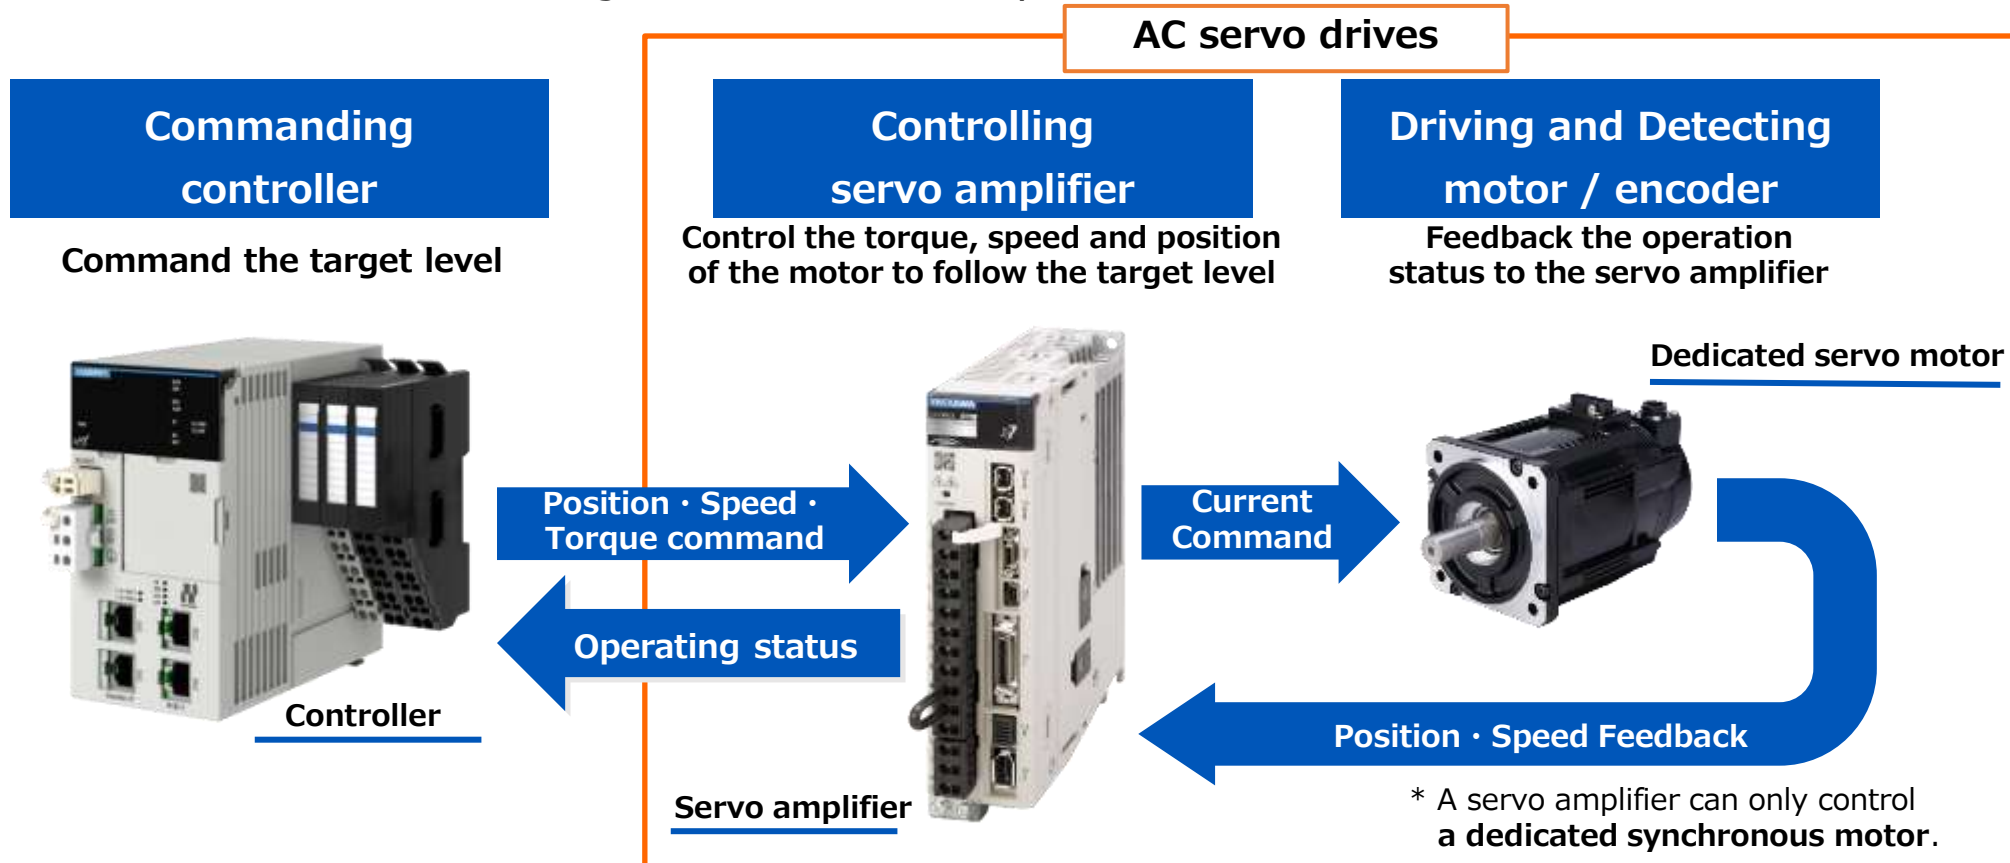 AC servo drives
Commanding
controller
Controlling
servo amplifier
Driving and Detecting
motor / encoder
Command the target level
Control the torque, speed and position
of the motor to follow the target level
Feedback the operation
status to the servo amplifier
Dedicated servo motor
YASKAWA
Position・Speed・
Torque command
Current
Command
Operating status
Controller
Position・Speed Feedback
Servo amplifier
* A servo amplifier can only control
a dedicated synchronous motor.